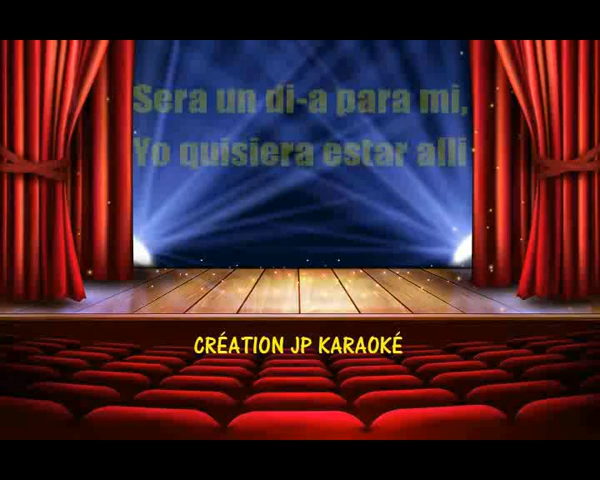 Sera un di-a para mi,
Yo quisiera estar alli
CRÉATION JP KARAOKÉ